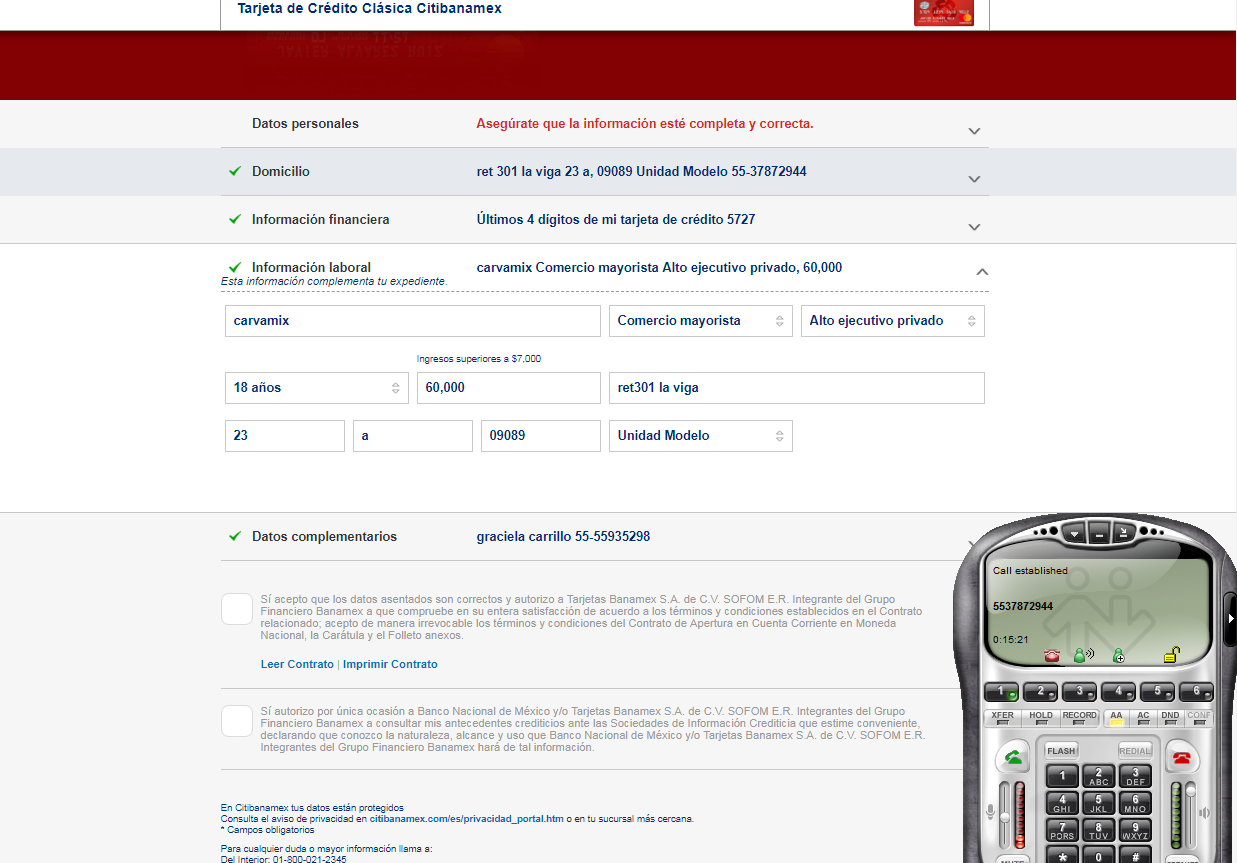 Tarjeta de Crédito Clásica Citibanamex
JAVIER ALVAREZ RUIZ
Datos personales
Asegúrate que la información esté completa y correcta.
Domicilio
ret 301 la viga 23 a, 09089 Unidad Modelo 55-37872944
Información financiera
Últimos 4 dígitos de mi tarjeta de crédito 5727
Información laboral
carvamix Comercio mayorista Alto ejecutivo privado, 60,000
Esta información complementa tu expediente.
carvamix
Comercio mayorista
Alto ejecutivo privado
Ingresos superiores a $7,000
18 años
60,000
ret301 la viga
23
a
09089
Unidad Modelo
Datos complementarios
graciela carrillo 55-55935298
Sí acepto que los datos asentados son correctos y autorizo a Tarjetas Banamex S.A. de C.V. SOFOM E.R. Integrante del Grupo
Financiero Banamex a que compruebe en su entera satisfacción de acuerdo a los términos y condiciones establecidos en el Contrato
relacionado; acepto de manera irrevocable los términos y condiciones del Contrato de Apertura en Cuenta Corriente en Moneda
Nacional, la Carátula y el Folleto anexos.
Leer Contrato | Imprimir Contrato
Sí autorizo por única ocasión a Banco Nacional de México y/o Tarjetas Banamex S.A. de C.V. SOFOM E.R. Integrantes del Grupo
Financiero Banamex a consultar mis antecedentes crediticios ante las Sociedades de Información Crediticia que estime conveniente,
declarando que conozco la naturaleza, alcance y uso que Banco Nacional de México y/o Tarjetas Banamex S.A. de C.V. SOFOM E.R.
Integrantes del Grupo Financiero Banamex hará de tal información.
En Citibanamex tus datos están protegidos
Consulta el aviso de privacidad en citibanamex.com/es/privacidad_portal.htm o en tu sucursal más cercana.
* Campos obligatorios
Para cualquier duda o mayor información llama a:
Del Interior: 01-800-021-2345
Call established
5537872944
0:15:21
1 2 3 4 5 6
XFER HOLD RECORD AA AC DND CONF
FLASH REDIAL
1 2 ABC 3 DEF
4 GHI 5 JKL 6 MNO
7 PQRS 8 TUV 9 WXYZ
* 0 #
MUTE